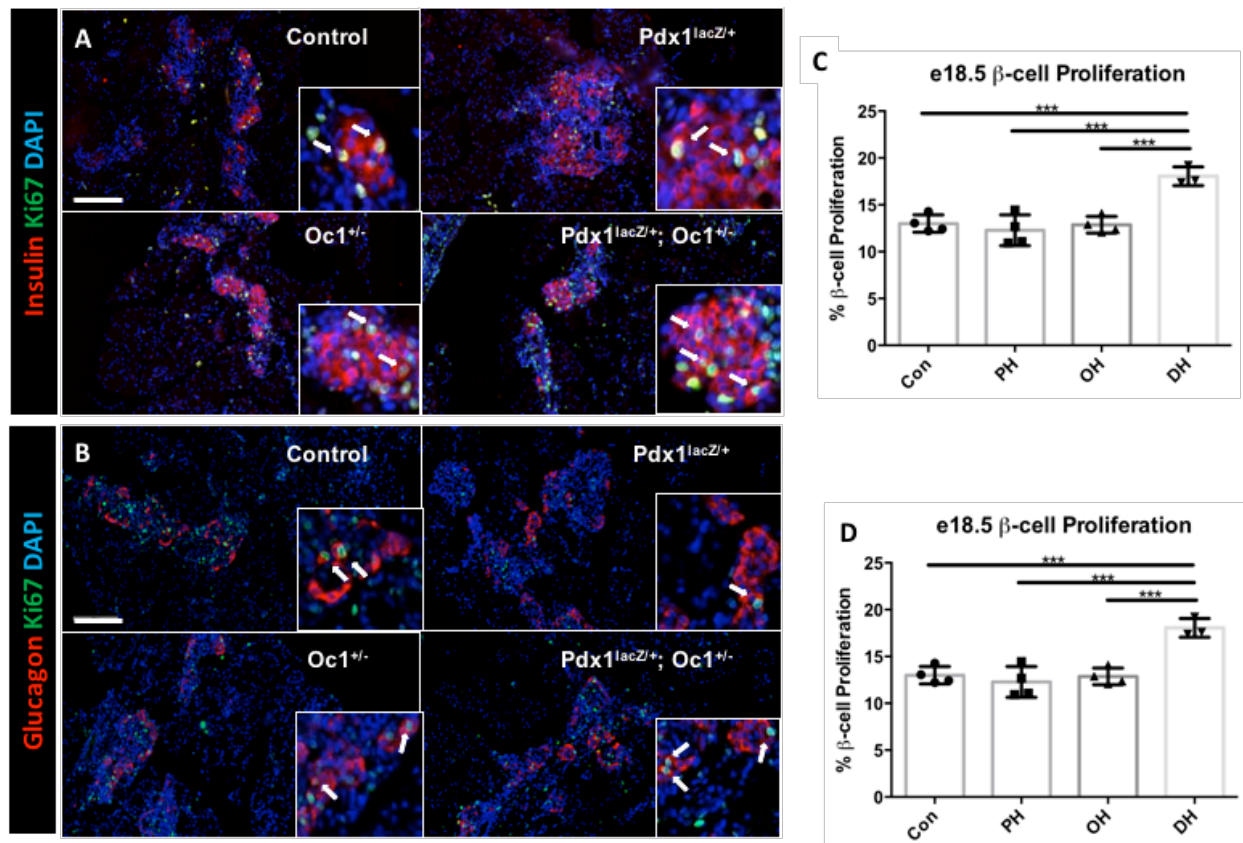 Insulin Ki67 DAPI
A
Control
Pdx1lacZ/+
Oc1+/-
Pdx1lacZ/+; Oc1+/-
C
e18.5 β-cell Proliferation
% β-cell Proliferation
25
20
15
10
5
0
***
***
***
Con
PH
OH
DH
Glucagon Ki67 DAPI
B
Control
Pdx1lacZ/+
Oc1+/-
Pdx1lacZ/+; Oc1+/-
D
e18.5 β-cell Proliferation
% β-cell Proliferation
25
20
15
10
5
0
***
***
***
Con
PH
OH
DH